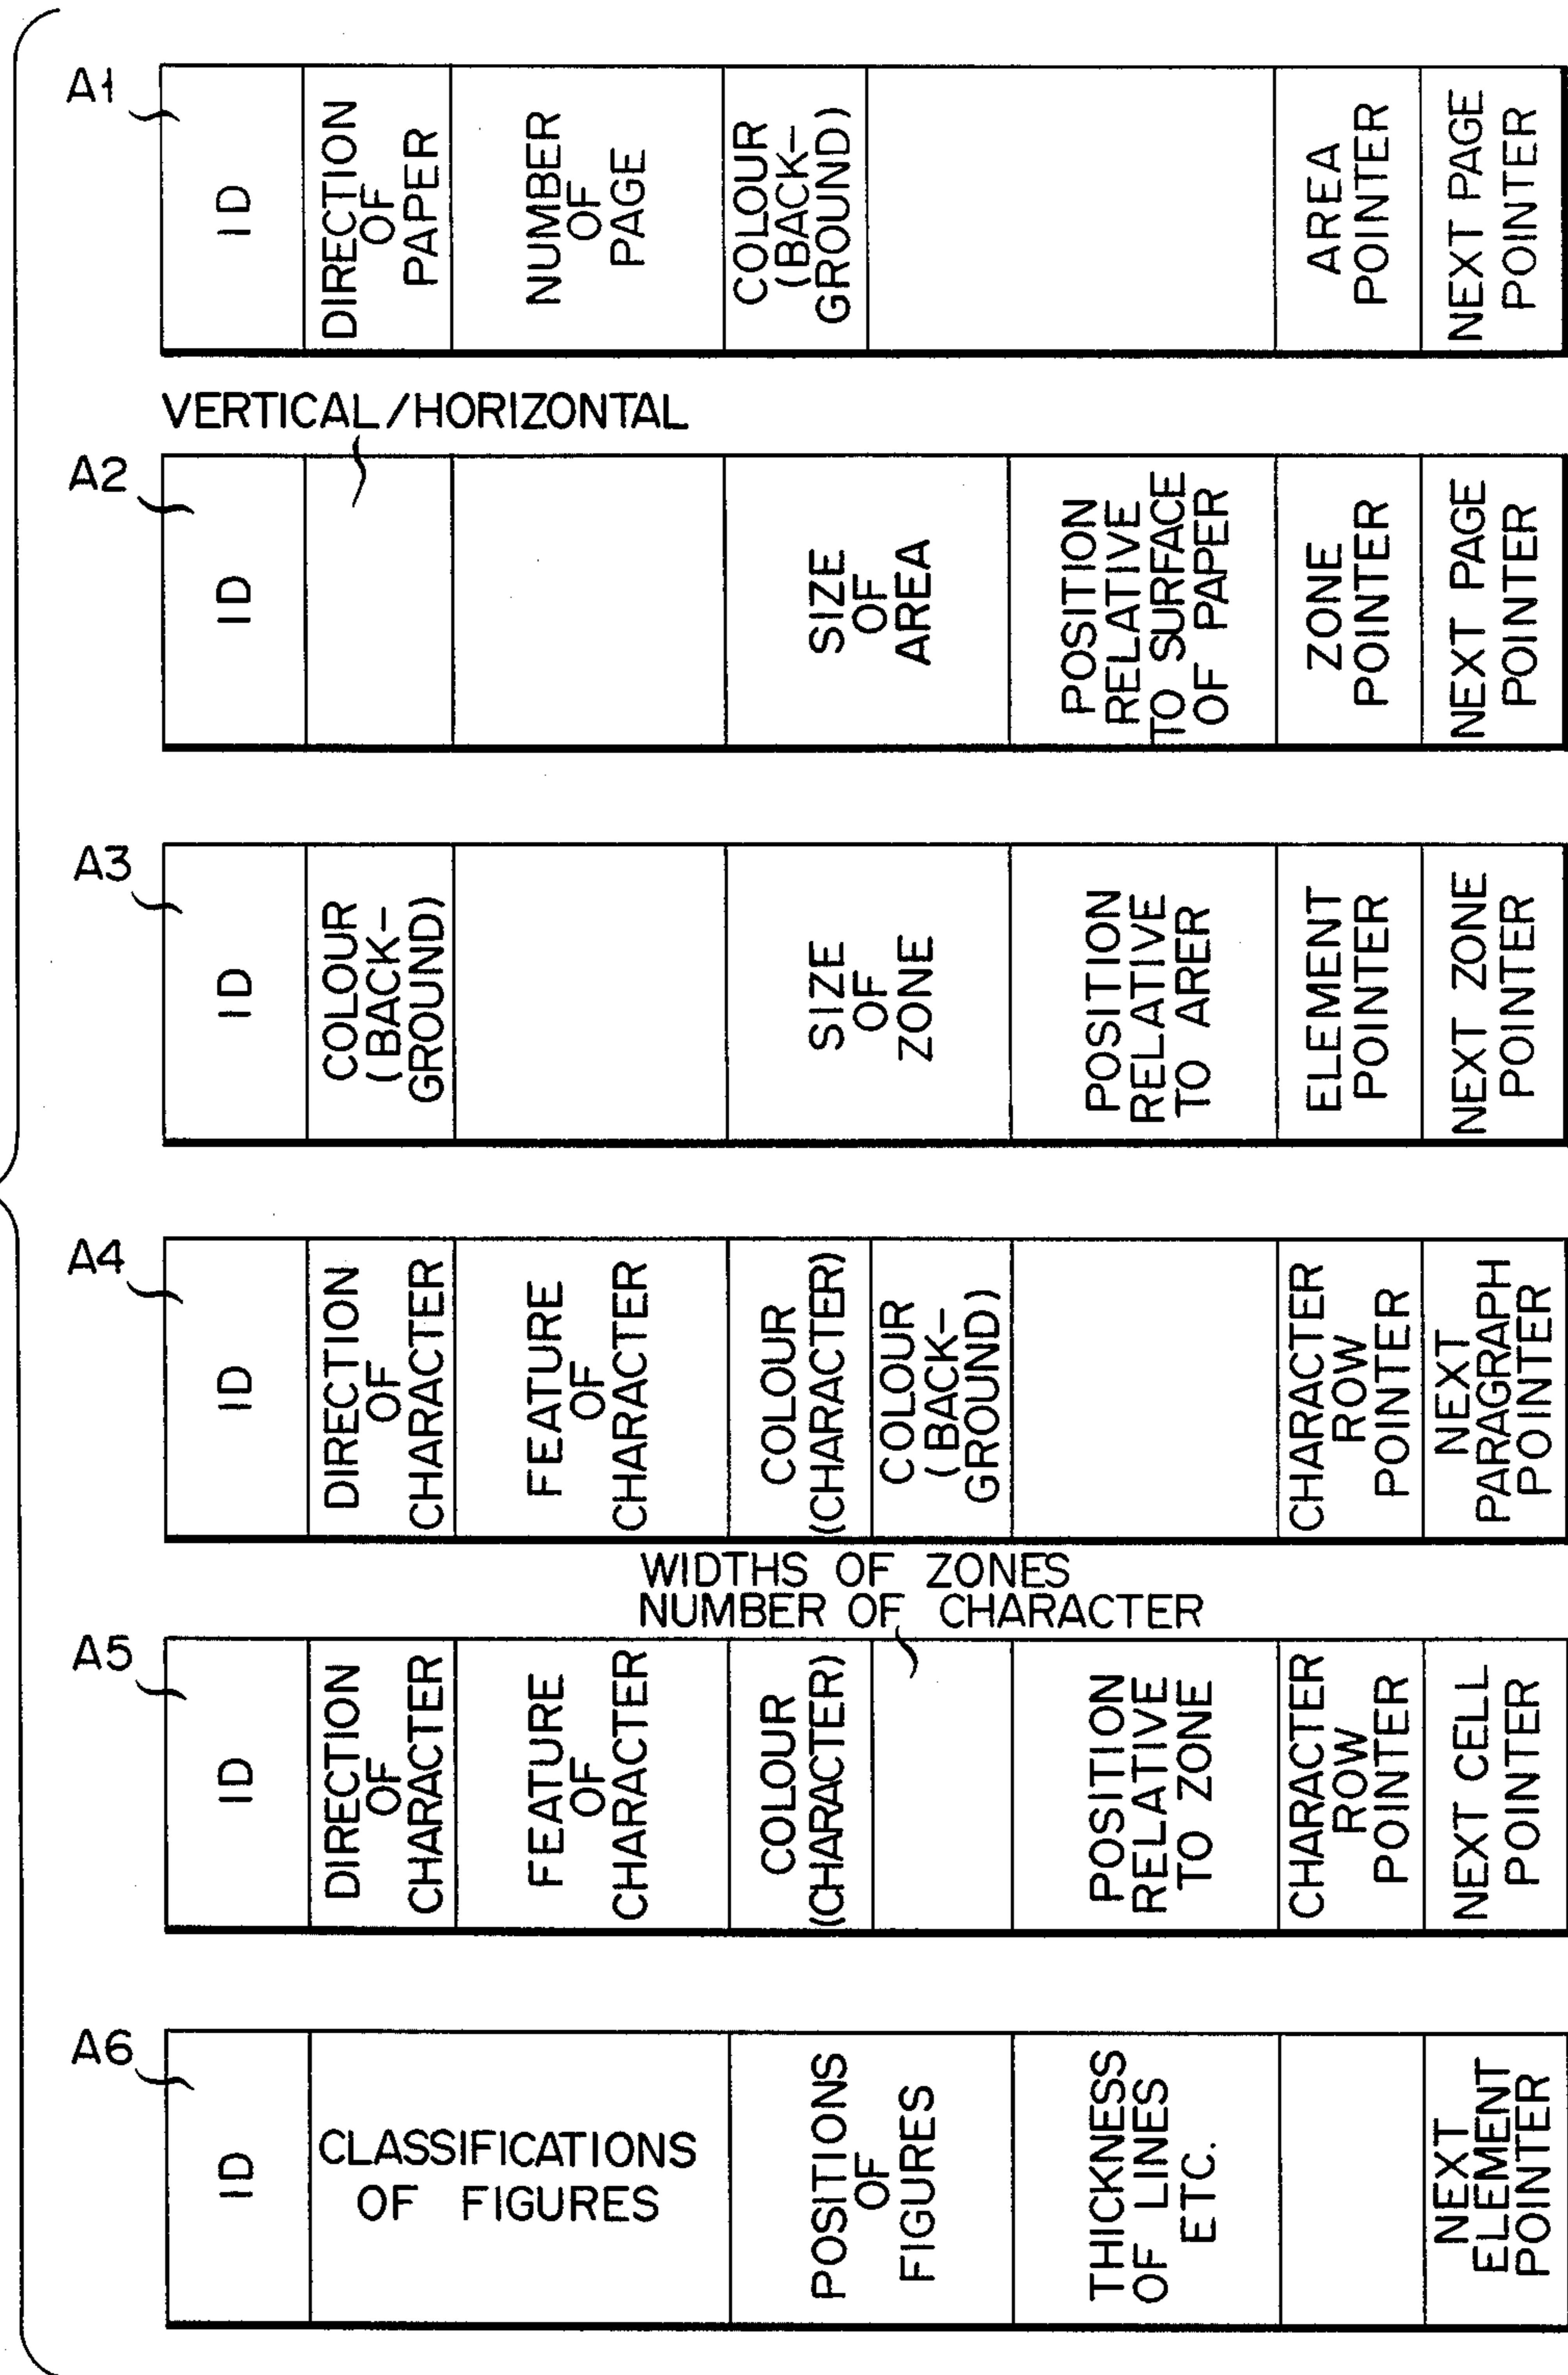 A1
ID
DIRECTION
OF
PAPER
NUMBER
OF
PAGE
COLOUR
(BACK-
GROUND)
AREA
POINTER
NEXT PAGE
POINTER
VERTICAL/HORIZONTAL
A2
ID
SIZE
OF
AREA
POSITION
RELATIVE
TO SURFACE
OF PAPER
ZONE
POINTER
NEXT PAGE
POINTER
A3
ID
COLOUR
(BACK-
GROUND)
SIZE
OF
ZONE
POSITION
RELATIVE
TO ARER
ELEMENT
POINTER
NEXT ZONE
POINTER
A4
ID
DIRECTION
OF
CHARACTER
FEATURE
OF
CHARACTER
COLOUR
(CHARACTER)
COLOUR
(BACK-
GROUND)
CHARACTER
ROW
POINTER
NEXT
PARAGRAPH
POINTER
WIDTHS OF ZONES
NUMBER OF CHARACTER
A5
ID
DIRECTION
OF
CHARACTER
FEATURE
OF
CHARACTER
COLOUR
(CHARACTER)
POSITION
RELATIVE
TO ZONE
CHARACTER
ROW
POINTER
NEXT CELL
POINTER
A6
ID
CLASSIFICATIONS
OF FIGURES
POSITIONS
OF
FIGURES
THICKNESS
OF LINES
ETC.
NEXT
ELEMENT
POINTER